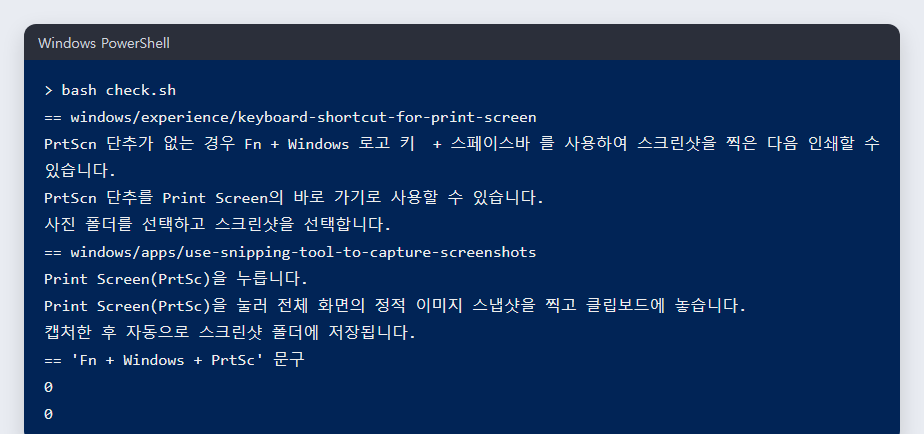 Windows PowerShell
> bash check.sh
== windows/experience/keyboard-shortcut-for-print-screen
PrtScn 단추가 없는 경우 Fn + Windows 로고 키  + 스페이스바 를 사용하여 스크린샷을 찍은 다음 인쇄할 수
있습니다.
PrtScn 단추를 Print Screen의 바로 가기로 사용할 수 있습니다.
사진 폴더를 선택하고 스크린샷을 선택합니다.
== windows/apps/use-snipping-tool-to-capture-screenshots
Print Screen(PrtSc)을 누릅니다.
Print Screen(PrtSc)을 눌러 전체 화면의 정적 이미지 스냅샷을 찍고 클립보드에 놓습니다.
캡처한 후 자동으로 스크린샷 폴더에 저장됩니다.
== 'Fn + Windows + PrtSc' 문구
0
0